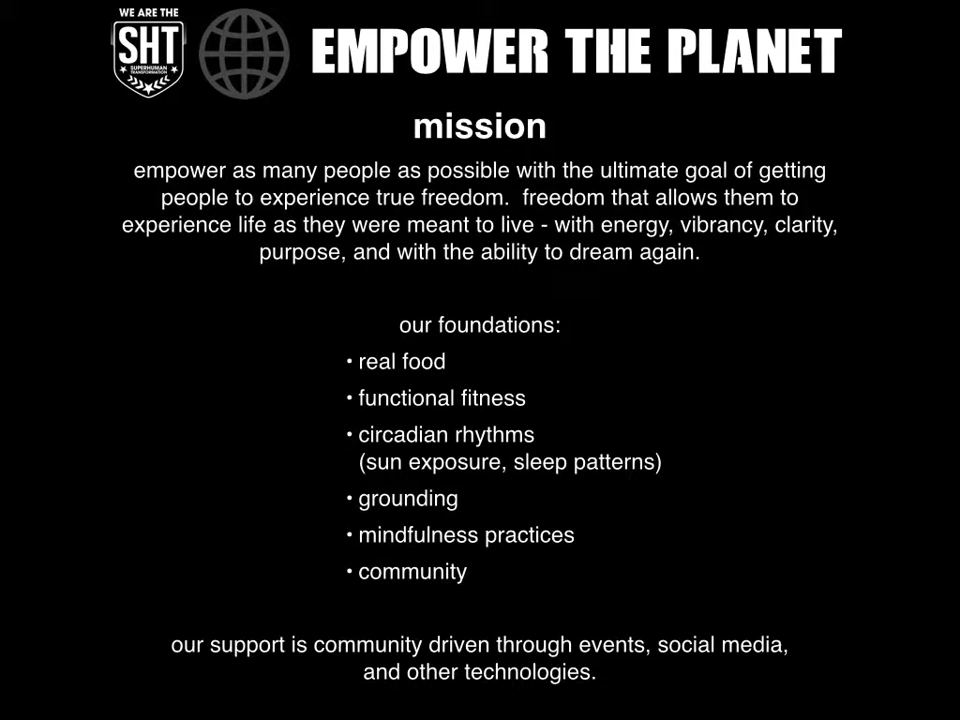 WE ARE THE
SHT
SUPERHUMAN
TRANSFORMATION
EMPOWER THE PLANET
mission
empower as many people as possible with the ultimate goal of getting
people to experience true freedom.  freedom that allows them to
experience life as they were meant to live - with energy, vibrancy, clarity,
purpose, and with the ability to dream again.
our foundations:
• real food
• functional fitness
• circadian rhythms
(sun exposure, sleep patterns)
• grounding
• mindfulness practices
• community
our support is community driven through events, social media,
and other technologies.